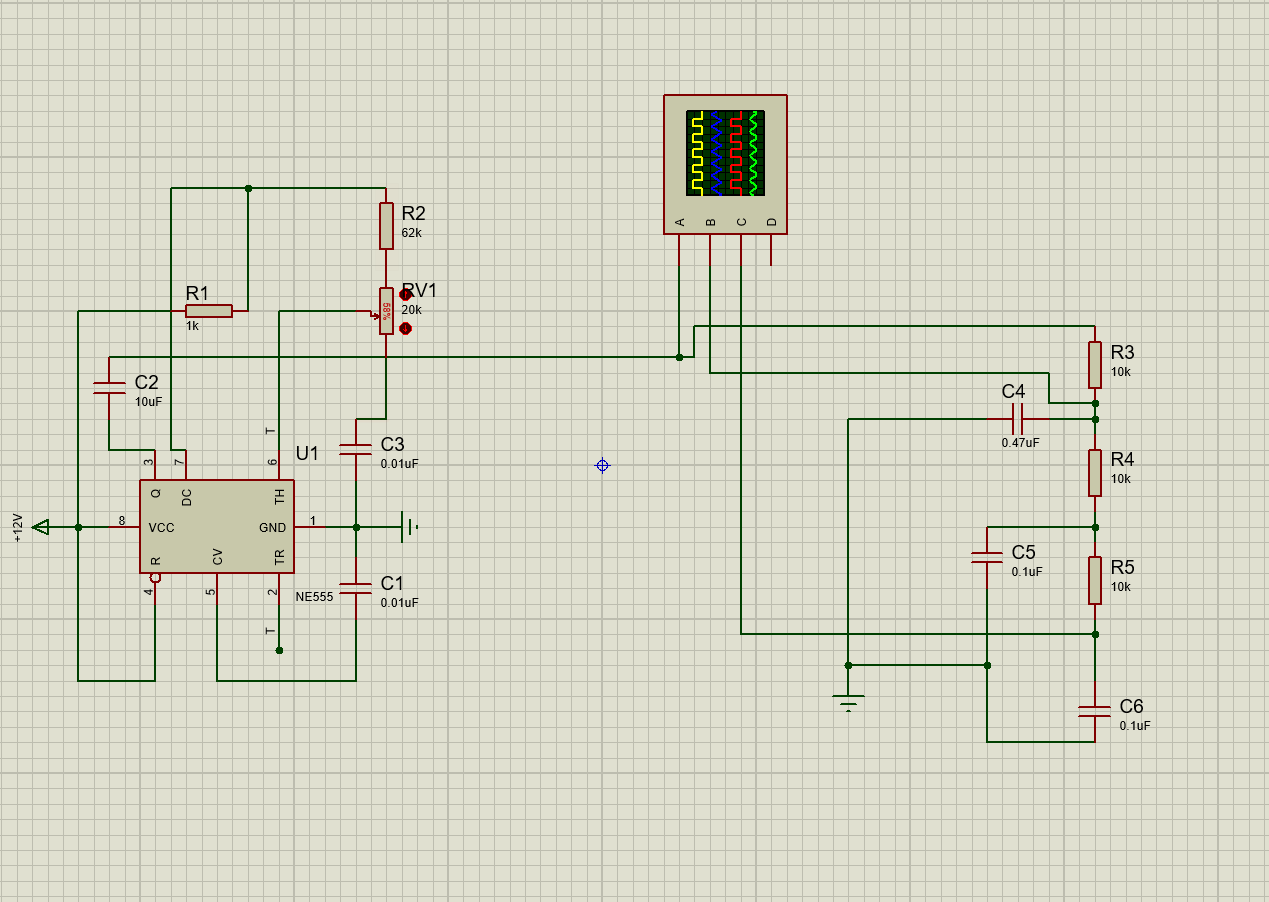 A
B
C
D
R2
62k
RV1
20k
58%
R1
1k
C2
10uF
R3
10k
C4
0.47uF
T
U1
C3
0.01uF
R4
10k
3
7
6
Q
DC
TH
+12V
8
VCC
GND
1
R
CV
TR
4
5
2
NE555
C1
0.01uF
C5
0.1uF
R5
10k
T
C6
0.1uF